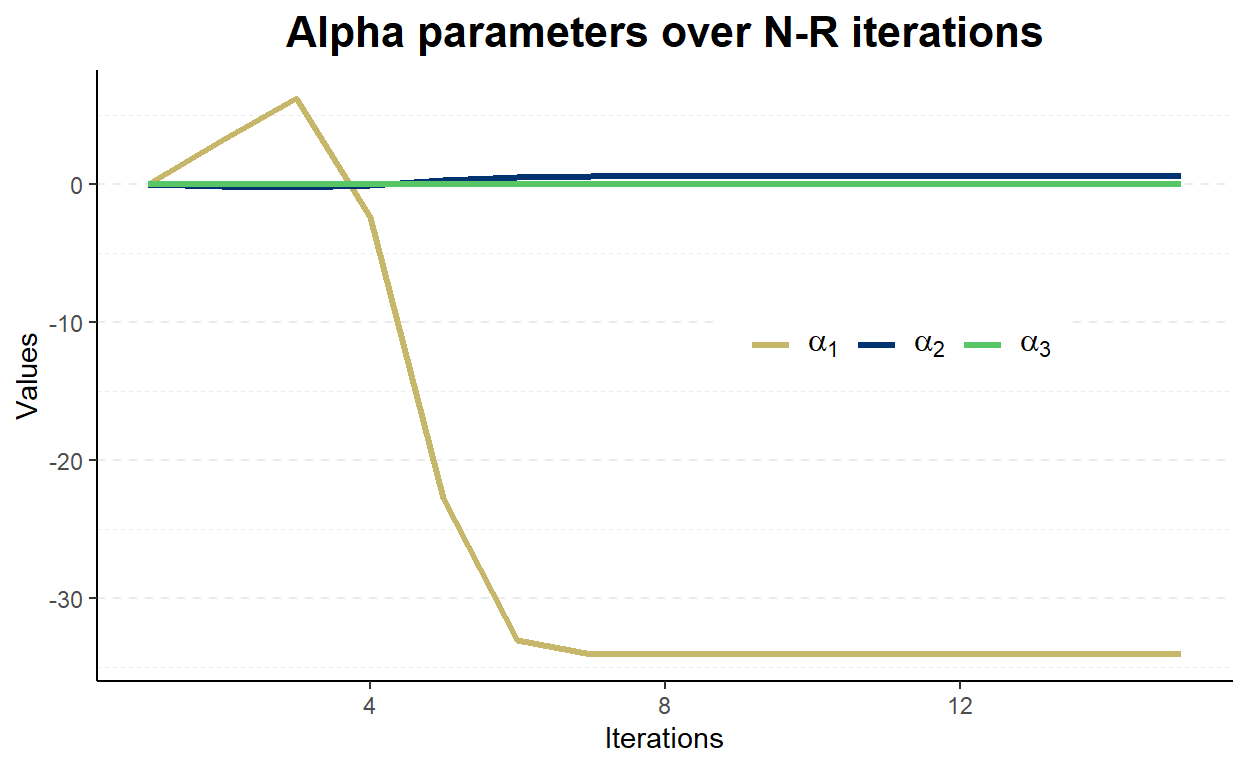 Alpha parameters over N-R iterations
0
-10
-20
-30
Values
α₁ α₂ α₃
4 8 12
Iterations